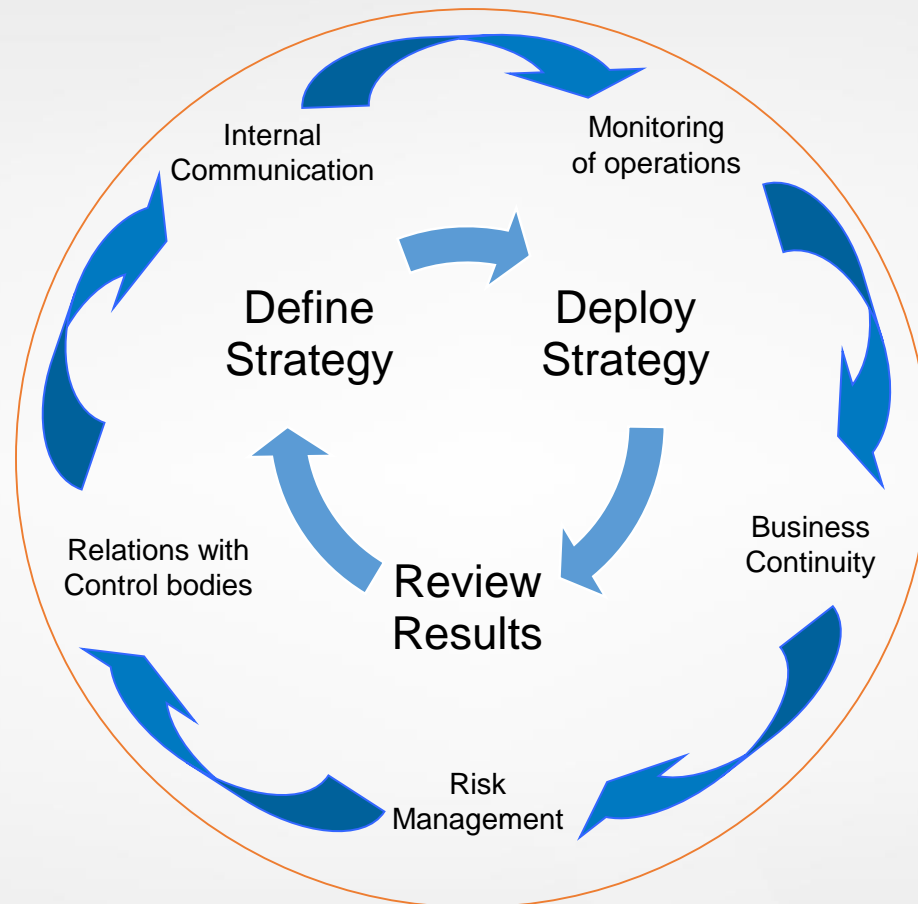 Internal
Communication
Monitoring
of operations
Define
Strategy
Deploy
Strategy
Business
Continuity
Relations with
Control bodies
Review
Results
Risk
Management